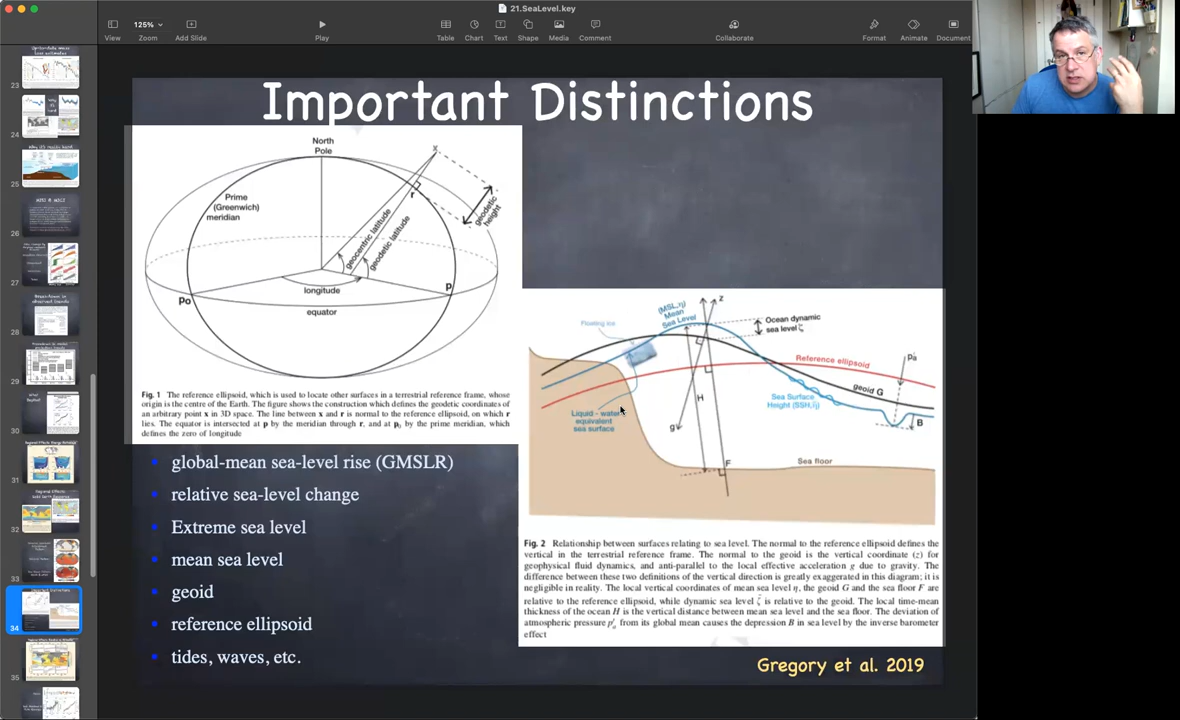 21.SeaLevel.key
125%
View
Zoom
Add Slide
Play
Table
Chart
Text
Shape
Media
Comment
Collaborate
Format
Animate
Document
23
24
25
26
27
28
29
30
31
32
33
34
35
Important Distinctions
North
Pole
x
Prime
(Greenwich)
meridian
r
geodetic height
geocentric latitude
geodetic latitude
longitude
Po
P
equator
Fig. 1 The reference ellipsoid, which is used to locate other surfaces in a terrestrial reference frame, whose
origin is the centre of the Earth. The figure shows the construction which defines the geodetic coordinates of
an arbitrary point x in 3D space. The line between x and r is normal to the reference ellipsoid, on which r
lies. The equator is intersected at p by the meridian through r, and at p₀ by the prime meridian, which
defines the zero of longitude
global-mean sea-level rise (GMSLR)
relative sea-level change
Extreme sea level
mean sea level
geoid
reference ellipsoid
tides, waves, etc.
(MSL,η)
Mean
Sea Level
z
Ocean dynamic
sea level ζ
Floating ice
Reference ellipsoid
geoid G
Sea Surface
Height (SSH, η̃)
B
H
g
Liquid - water
equivalent
sea surface
F
Sea floor
Fig. 2 Relationship between surfaces relating to sea level. The normal to the reference ellipsoid defines the
vertical in the terrestrial reference frame. The normal to the geoid is the vertical coordinate (z) for
geophysical fluid dynamics, and anti-parallel to the local effective acceleration g due to gravity. The
difference between these two definitions of the vertical direction is greatly exaggerated in this diagram; it is
negligible in reality. The local vertical coordinates of mean sea level η, the geoid G and the sea floor F are
relative to the reference ellipsoid, while dynamic sea level ζ̃ is relative to the geoid. The local time-mean
thickness of the ocean H is the vertical distance between mean sea level and the sea floor. The deviation of
atmospheric pressure p′ₐ from its global mean causes the depression B in sea level by the inverse barometer
effect
Gregory et al. 2019